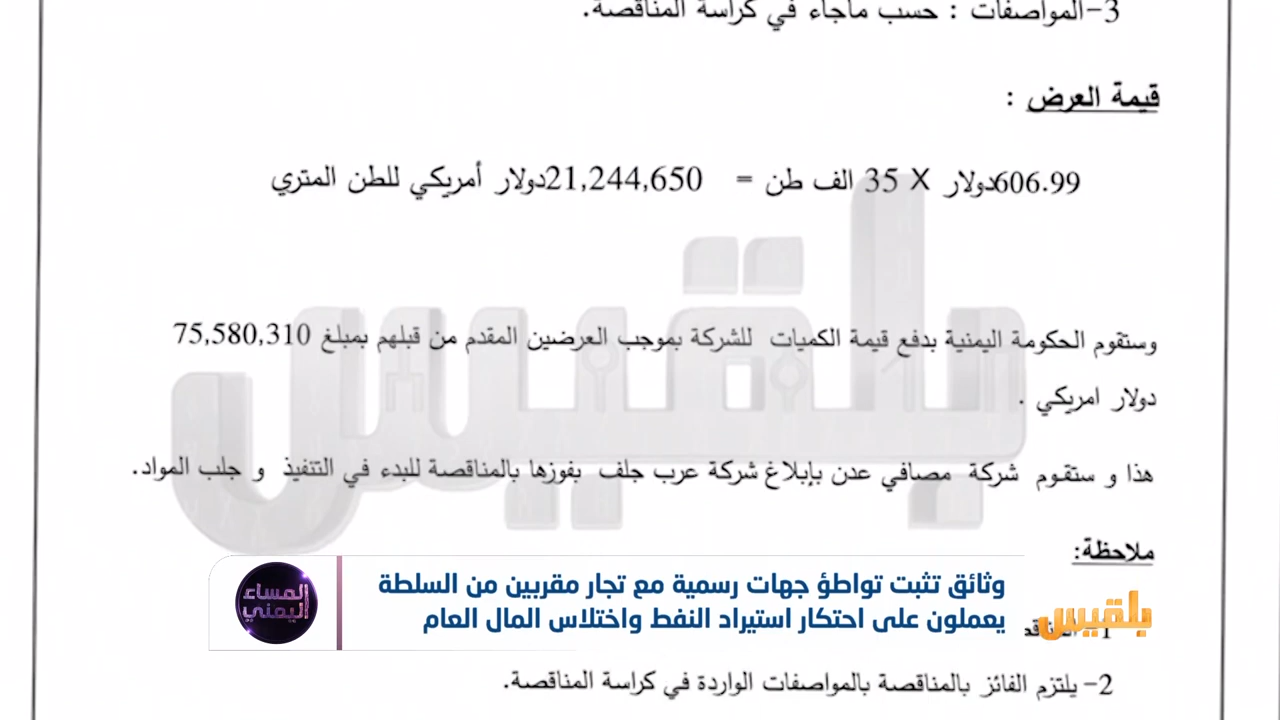 3-المواصفات : حسب ماجاء في كراسة المناقصة.
قيمة العرض :
606.99دولار X 35 الف طن = 21,244,650دولار أمريكي للطن المتري
وستقوم الحكومة اليمنية بدفع قيمة الكميات للشركة بموجب العرضين المقدم من قبلهم بمبلغ 75,580,310
دولار امريكي .
هذا و ستقوم شركة مصافي عدن بإبلاغ شركة عرب جلف بفوزها بالمناقصة للبدء في التنفيذ و جلب المواد.
ملاحظة:
وثائق تثبت تواطؤ جهات رسمية مع تجار مقربين من السلطة
يعملون على احتكار استيراد النفط واختلاس المال العام
المساء
اليمني
بلقيس
1-
2-يلتزم الفائز بالمناقصة بالمواصفات الواردة في كراسة المناقصة.
بلقيس